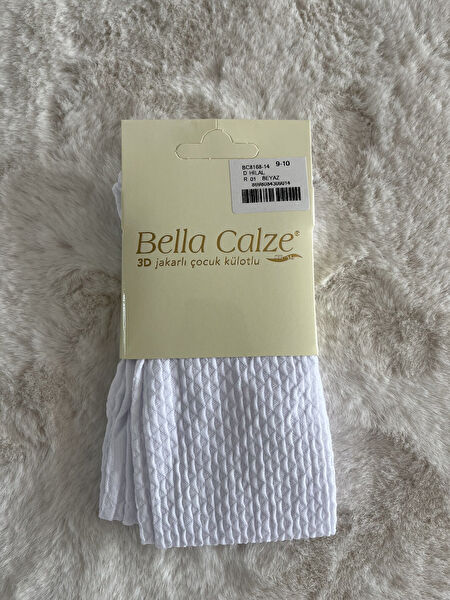 BC8168-14 9-10
D HİLAL
R 01 BEYAZ
Bella Calze®
3D jakarlı çocuk külotlu